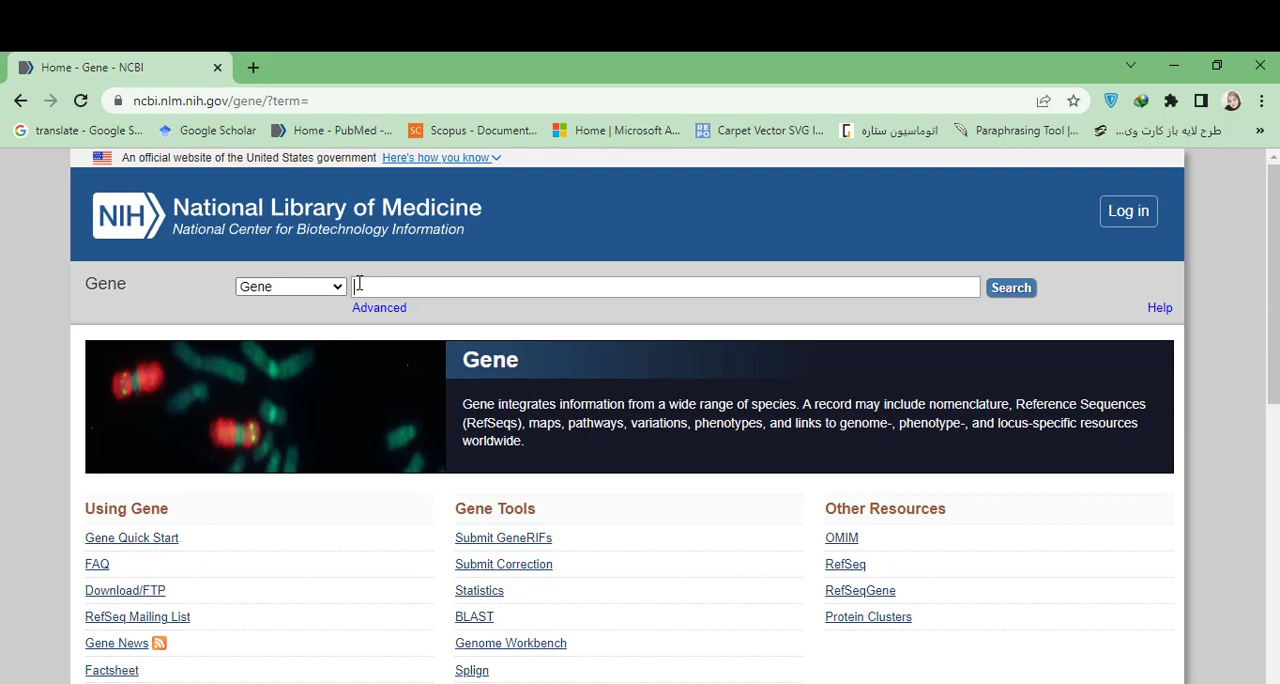 Home - Gene - NCBI
ncbi.nlm.nih.gov/gene/?term=
translate - Google S... Google Scholar Home - PubMed -... Scopus - Document... Home | Microsoft A... Carpet Vector SVG I... اتوماسیون ستاره Paraphrasing Tool |... طرح لایه باز کارت وی... »
An official website of the United States government Here's how you know
NIH National Library of Medicine
National Center for Biotechnology Information
Log in
Gene Gene Search
Advanced Help
Gene
Gene integrates information from a wide range of species. A record may include nomenclature, Reference Sequences
(RefSeqs), maps, pathways, variations, phenotypes, and links to genome-, phenotype-, and locus-specific resources
worldwide.
Using Gene
Gene Quick Start
FAQ
Download/FTP
RefSeq Mailing List
Gene News
Factsheet
Gene Tools
Submit GeneRIFs
Submit Correction
Statistics
BLAST
Genome Workbench
Splign
Other Resources
OMIM
RefSeq
RefSeqGene
Protein Clusters